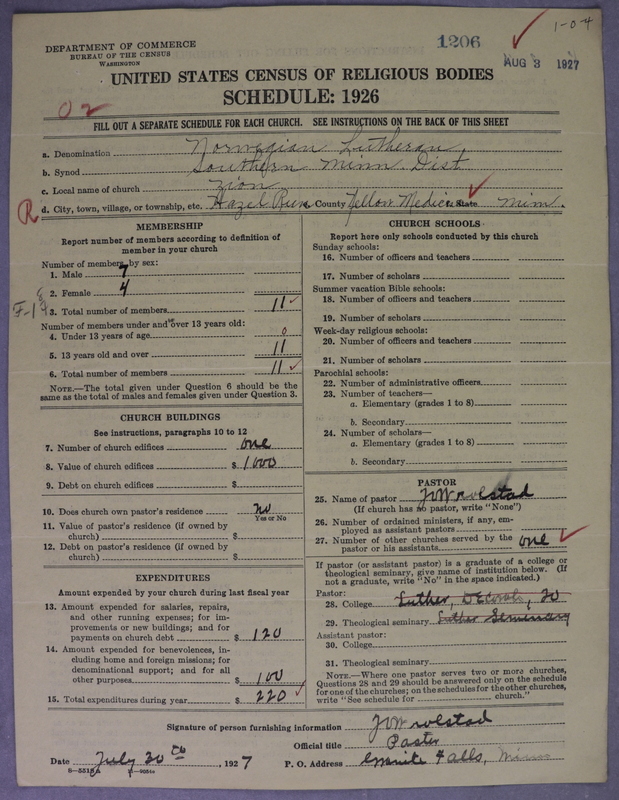 1-0-4
1206
AUG 3 1927
DEPARTMENT OF COMMERCE
BUREAU OF THE CENSUS
WASHINGTON
UNITED STATES CENSUS OF RELIGIOUS BODIES
SCHEDULE: 1926
FILL OUT A SEPARATE SCHEDULE FOR EACH CHURCH. SEE INSTRUCTIONS ON THE BACK OF THIS SHEET
a. Denomination Norwegian Lutheran,
b. Synod Southern Minn. Dist
c. Local name of church Zion
R
d. City, town, village, or township, etc. Hazel Run County Yellow Medicine State Minn.
MEMBERSHIP
Report number of members according to definition of
member in your church
Number of members by sex:
1. Male 7
2. Female 4
3. Total number of members 11
Number of members under and over 13 years old:
4. Under 13 years of age 0
5. 13 years old and over 11
6. Total number of members 11
NOTE.—The total given under Question 6 should be
the same as total of males and females given under Question 3.
CHURCH BUILDINGS
See instructions, paragraphs 10 to 12
7. Number of church edifices one
8. Value of church edifices $ 1000
9. Debt on church edifices $
10. Does church own pastor's residence no
Yes or No
11. Value of pastor's residence (if owned by
church) $
12. Debt on pastor's residence (if owned by
church) $
EXPENDITURES
Amount expended by your church during last fiscal year
13. Amount expended for salaries, repairs,
and other running expenses; for im-
provements or new buildings; and for
payments on church debt $ 120
14. Amount expended for benevolences, in-
cluding home and foreign missions; for
denominational support; and for all
other purposes $ 100
15. Total expenditures during year $ 220
CHURCH SCHOOLS
Report here only schools conducted by this church
Sunday schools:
16. Number of officers and teachers
17. Number of scholars
Summer vacation Bible schools:
18. Number of officers and teachers
19. Number of scholars
Week-day religious schools:
20. Number of officers and teachers
21. Number of scholars
Parochial schools:
22. Number of administrative officers
23. Number of teachers—
a. Elementary (grades 1 to 8)
b. Secondary
24. Number of scholars—
a. Elementary (grades 1 to 8)
b. Secondary
PASTOR
25. Name of pastor
(If church has no pastor, write "None")
26. Number of ordained ministers, if any, em-
ployed as assistant pastors
27. Number of other churches served by the
pastor or his assistants one
If pastor (or assistant pastor) is a graduate of a college or
theological seminary, give name of institution below. (If
not a graduate, write "No" in the space indicated.)
Pastor:
28. College Luther, Decorah, Io
29. Theological seminary Luther Seminary
Assistant pastor:
30. College
31. Theological seminary
NOTE.—Where one pastor serves two or more churches,
Questions 28 and 29 should be answered only on the schedule
for one of the churches; on the schedules for the other churches,
write "See schedule for church."
Signature of person furnishing information
Official title Pastor
Date July 30th, 1927 P. O. Address Granite Falls, Minn